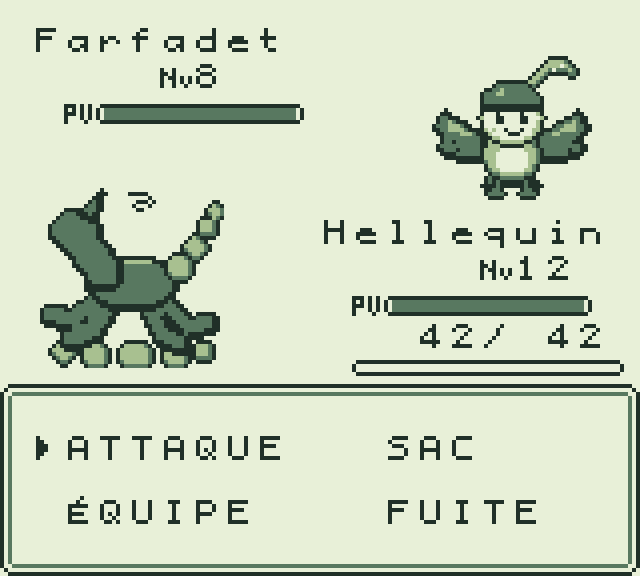 Farfadet
Nv8
PV
Hellequin
Nv12
PV
42/ 42
ATTAQUE SAC
ÉQUIPE FUITE